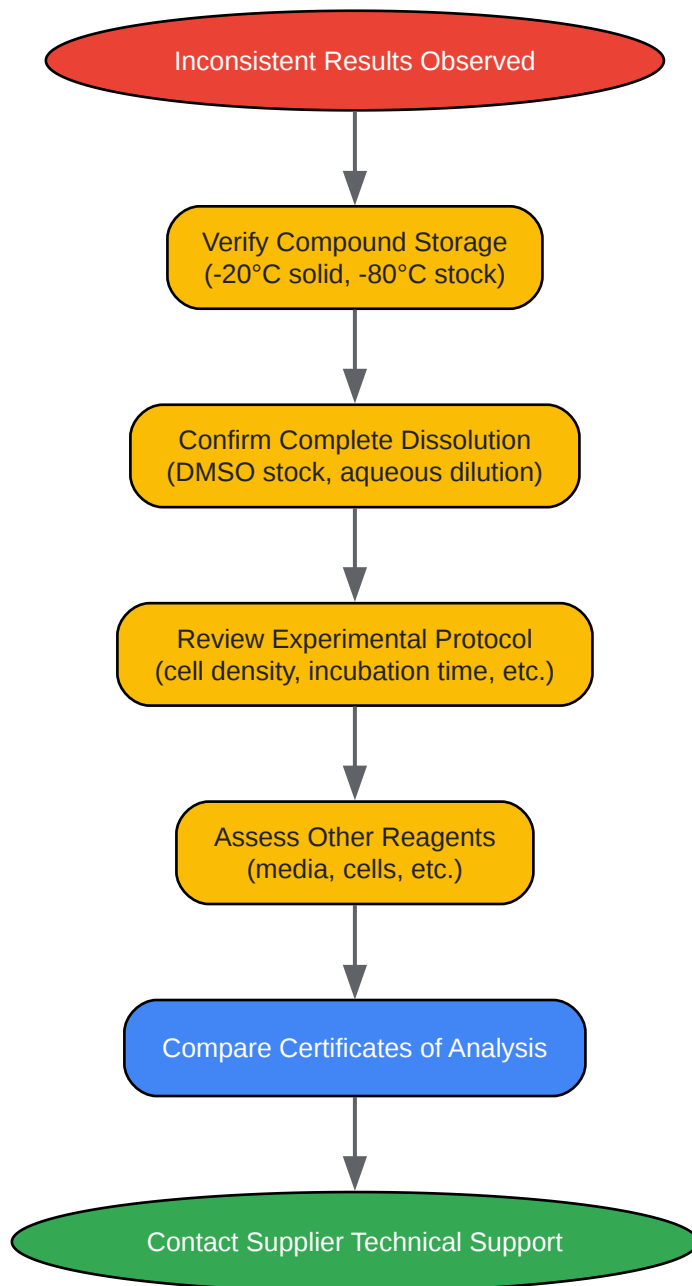 Inconsistent Results Observed
Verify Compound Storage
(-20°C solid, -80°C stock)
Confirm Complete Dissolution
(DMSO stock, aqueous dilution)
Review Experimental Protocol
(cell density, incubation time, etc.)
Assess Other Reagents
(media, cells, etc.)
Compare Certificates of Analysis
Contact Supplier Technical Support